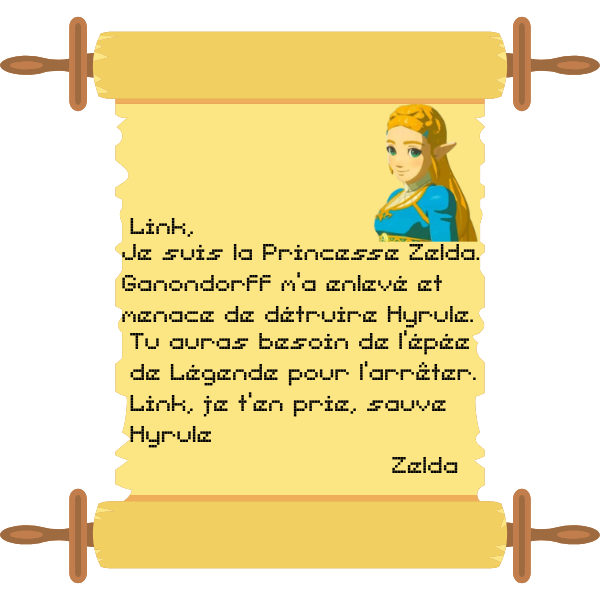 Link,
Je suis la Princesse Zelda.
Ganondorff m'a enlevé et
menace de détruire Hyrule.
Tu auras besoin de l'épée
de Légende pour l'arrêter.
Link, je t'en prie, sauve
Hyrule
Zelda